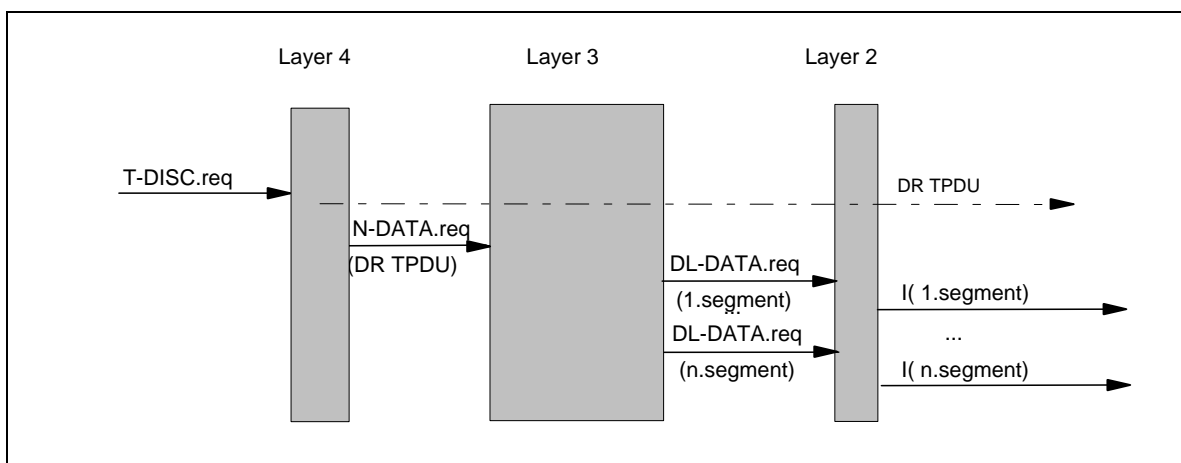 Layer 4 Layer 3 Layer 2
T-DISC.req
DR TPDU
N-DATA.req
(DR TPDU)
DL-DATA.req
(1.segment)
...
DL-DATA.req
(n.segment)
I( 1.segment)
...
I( n.segment)